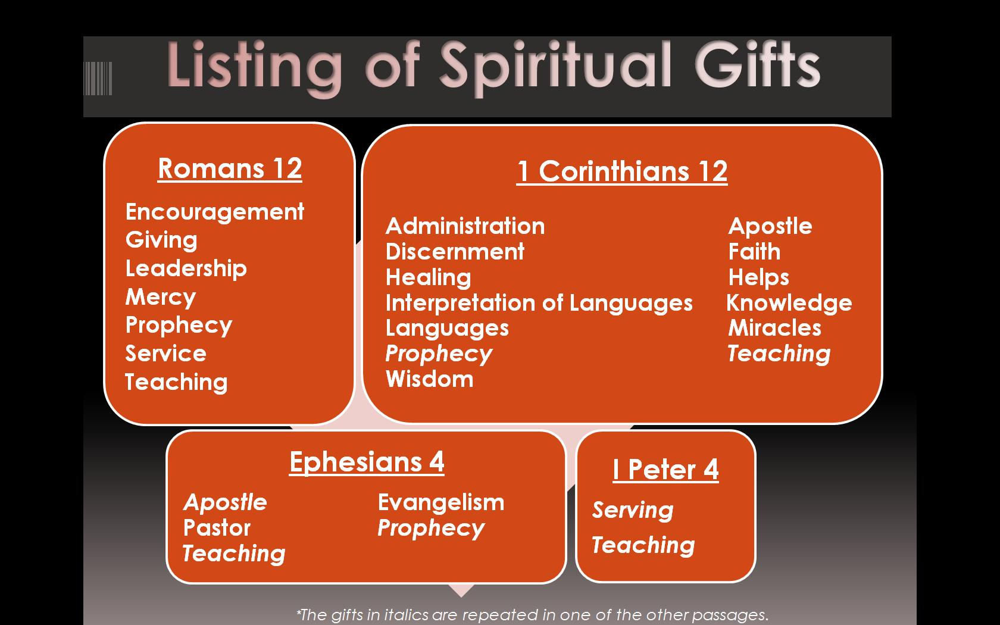 Listing of Spiritual Gifts
Romans 12
Encouragement
Giving
Leadership
Mercy
Prophecy
Service
Teaching
1 Corinthians 12
Administration Apostle
Discernment Faith
Healing Helps
Interpretation of Languages Knowledge
Languages Miracles
Prophecy Teaching
Wisdom
Ephesians 4
Apostle Evangelism
Pastor Prophecy
Teaching
I Peter 4
Serving
Teaching
*The gifts in italics are repeated in one of the other passages.